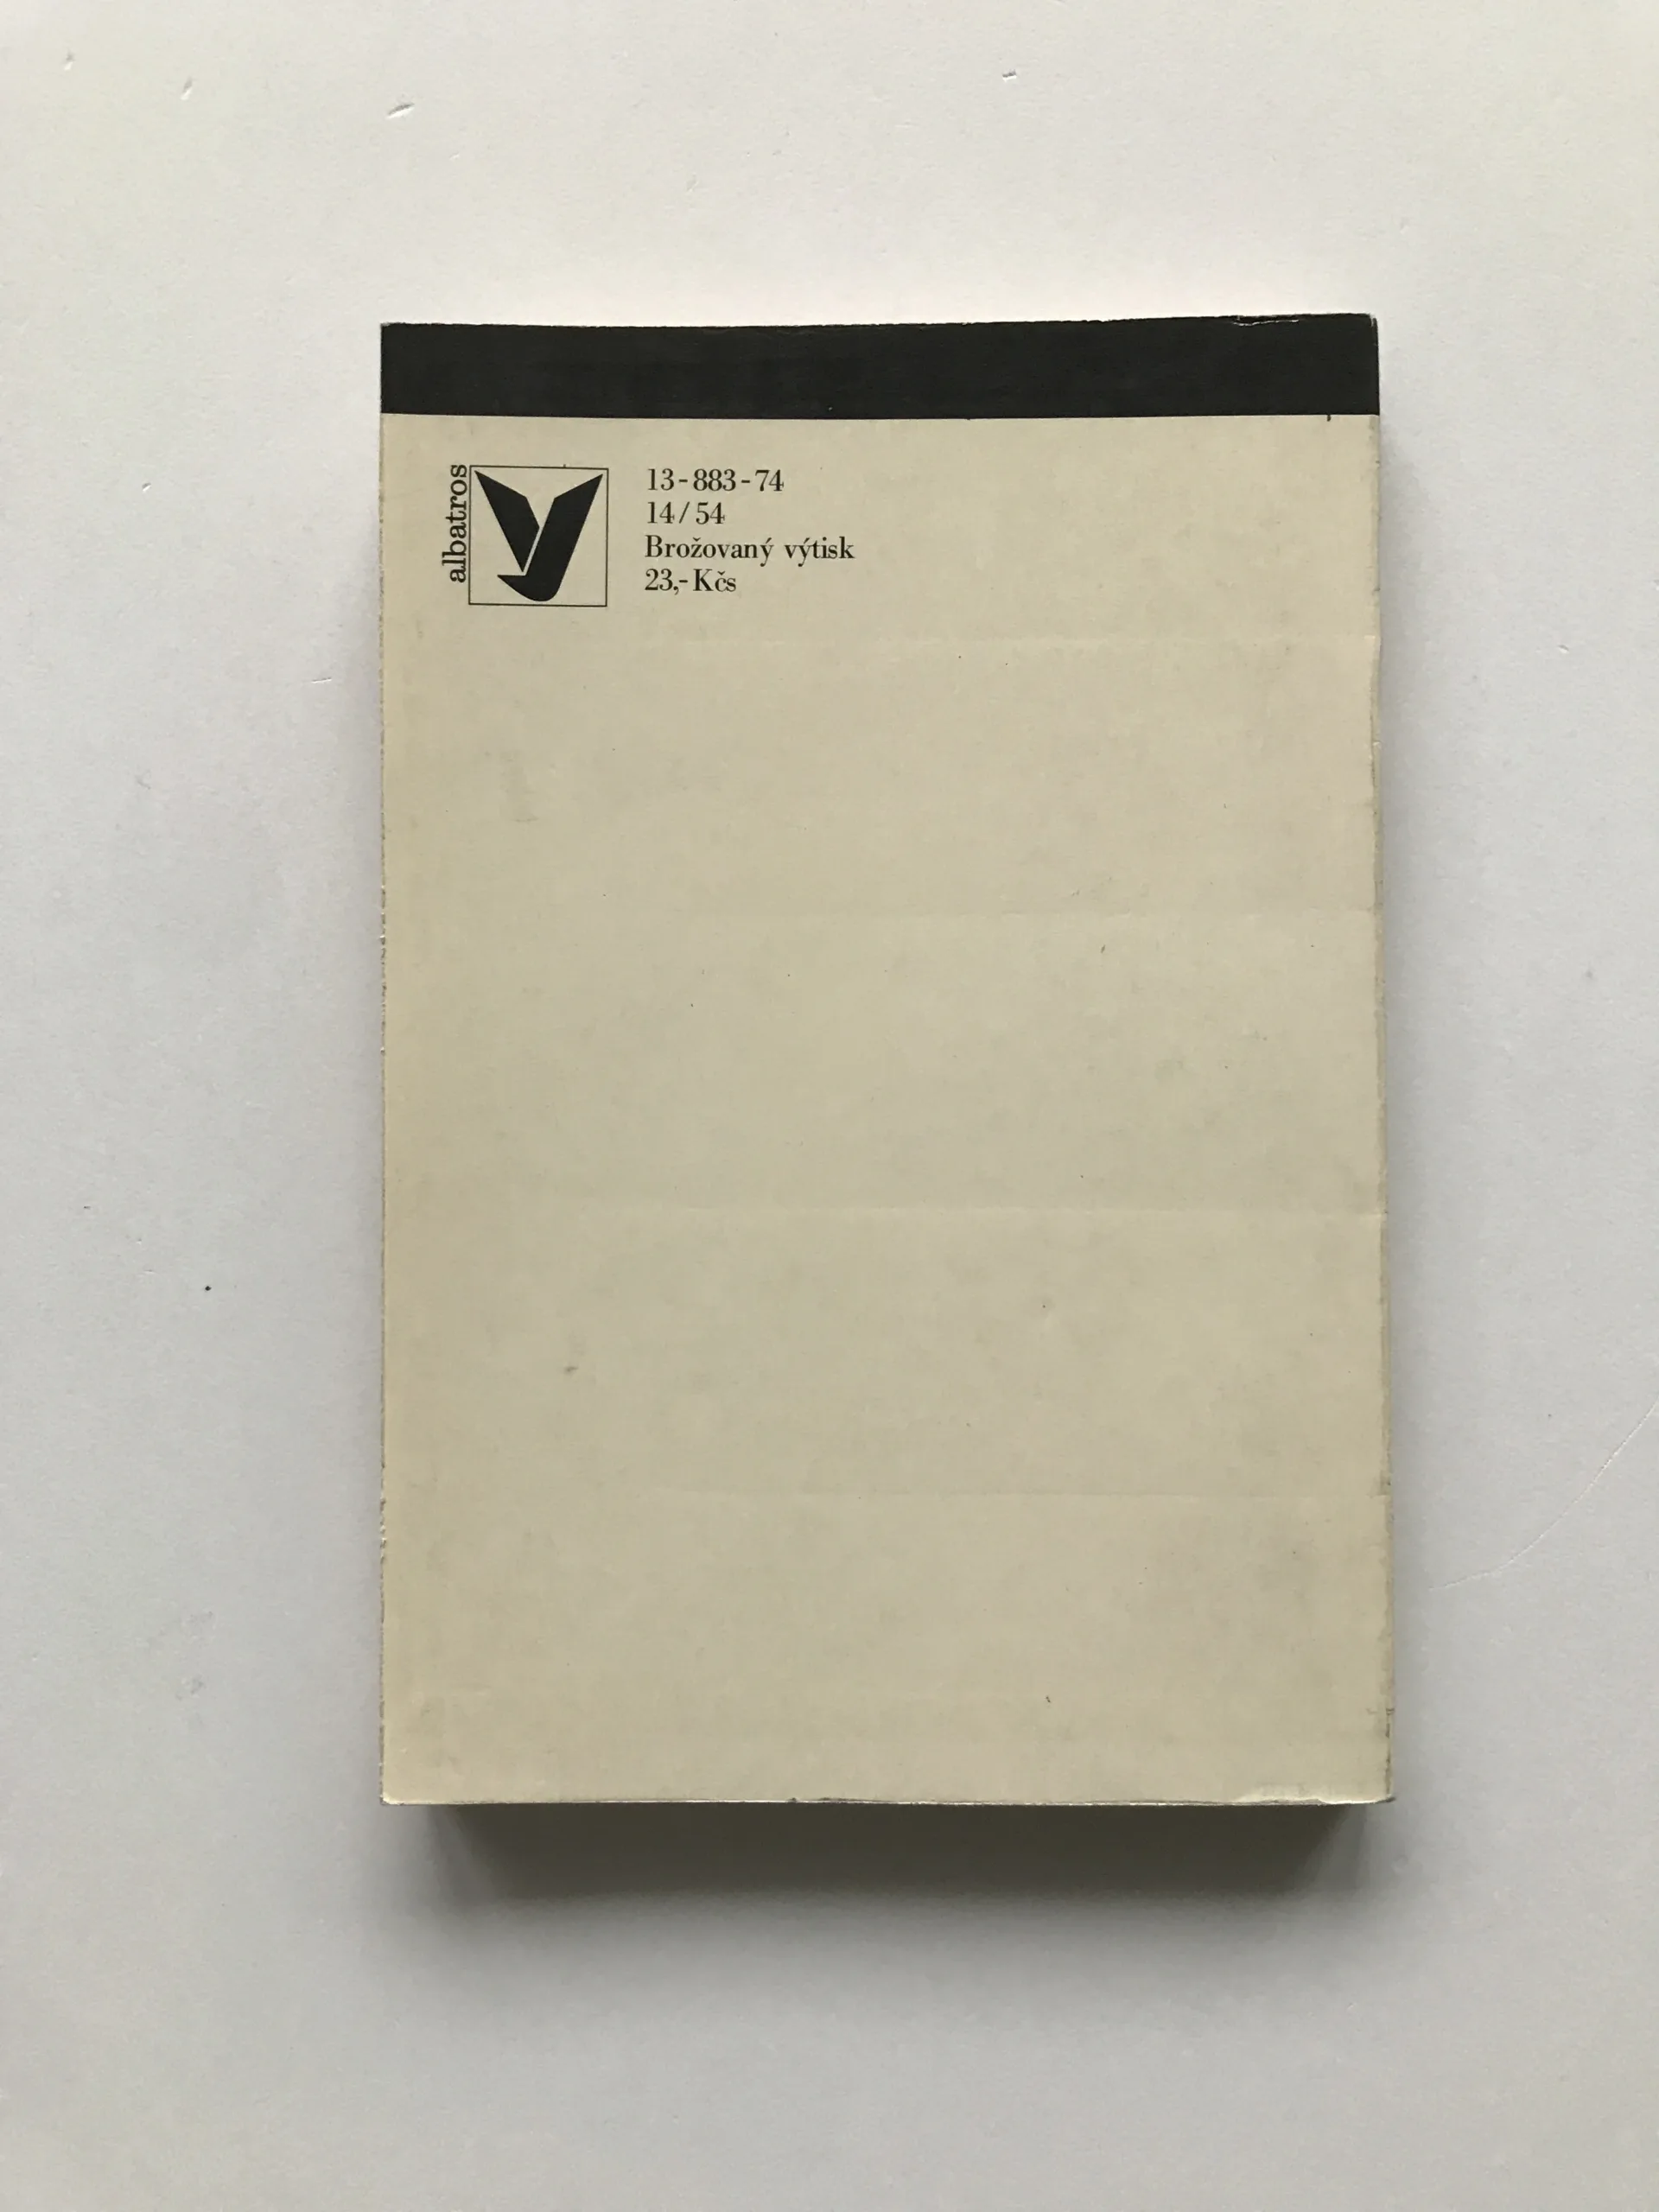 albatros
13-883-74
14/54
Brožovaný výtisk
23,-Kčs